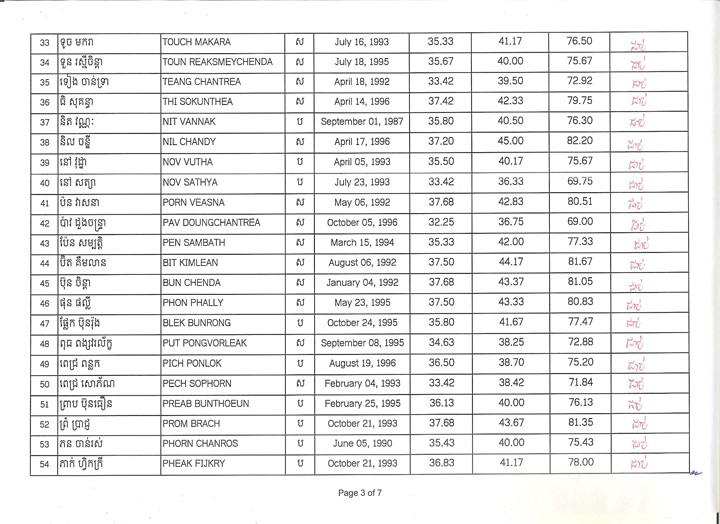 33 ទូច មករា TOUCH MAKARA ស July 16, 1993 35.33 41.17 76.50 ជាប់
34 ទួន រស្មីចិន្តា TOUN REAKSMEYCHENDA ស July 18, 1995 35.67 40.00 75.67 ជាប់
35 ទៀង ចាន់ទ្រា TEANG CHANTREA ស April 18, 1992 33.42 39.50 72.92 ជាប់
36 ធិ សុគន្ធា THI SOKUNTHEA ស April 14, 1996 37.42 42.33 79.75 ជាប់
37 និត វណ្ណៈ NIT VANNAK ប September 01, 1987 35.80 40.50 76.30 ជាប់
38 និល ចន្ឌី NIL CHANDY ស April 17, 1996 37.20 45.00 82.20 ជាប់
39 នៅ វុដ្ឋា NOV VUTHA ប April 05, 1993 35.50 40.17 75.67 ជាប់
40 នៅ សត្យា NOV SATHYA ប July 23, 1993 33.42 36.33 69.75 ជាប់
41 ប៉ន វាសនា PORN VEASNA ស May 06, 1992 37.68 42.83 80.51 ជាប់
42 ប៉ាវ ដួងចន្ទ្រា PAV DOUNGCHANTREA ស October 05, 1996 32.25 36.75 69.00 ជាប់
43 ប៉ែន សម្បត្តិ PEN SAMBATH ស March 15, 1994 35.33 42.00 77.33 ជាប់
44 ប៊ិត គឹមលាន BIT KIMLEAN ស August 06, 1992 37.50 44.17 81.67 ជាប់
45 ប៊ុន ចិន្តា BUN CHENDA ស January 04, 1992 37.68 43.37 81.05 ជាប់
46 ផុន ផល្លី PHON PHALLY ស May 23, 1995 37.50 43.33 80.83 ជាប់
47 ផ្លែក ប៊ុនរ៉ុង BLEK BUNRONG ប October 24, 1995 35.80 41.67 77.47 ជាប់
48 ពុធ ពង្សវរល័ក្ខ PUT PONGVORLEAK ស September 08, 1995 34.63 38.25 72.88 ជាប់
49 ពេជ្រ ពន្លក PICH PONLOK ប August 19, 1996 36.50 38.70 75.20 ជាប់
50 ពេជ្រ សោភ័ណ PECH SOPHORN ស February 04, 1993 33.42 38.42 71.84 ជាប់
51 ព្រាប ប៊ុនធឿន PREAB BUNTHOEUN ប February 25, 1995 36.13 40.00 76.13 ជាប់
52 ព្រំ ប្រាជ្ញ PROM BRACH ប October 21, 1993 37.68 43.67 81.35 ជាប់
53 ភន ចាន់រស់ PHORN CHANROS ប June 05, 1990 35.43 40.00 75.43 ជាប់
54 ភាក់ ហ្វិកក្រី PHEAK FIJKRY ប October 21, 1993 36.83 41.17 78.00 ជាប់
Page 3 of 7